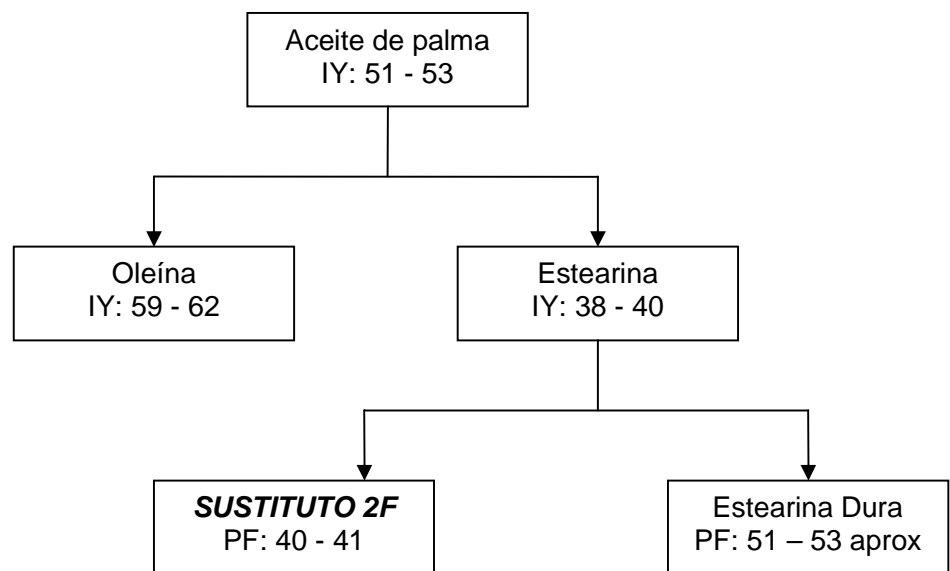 Aceite de palma
IY: 51 - 53
Oleína
IY: 59 - 62
Estearina
IY: 38 - 40
SUSTITUTO 2F
PF: 40 - 41
Estearina Dura
PF: 51 – 53 aprox